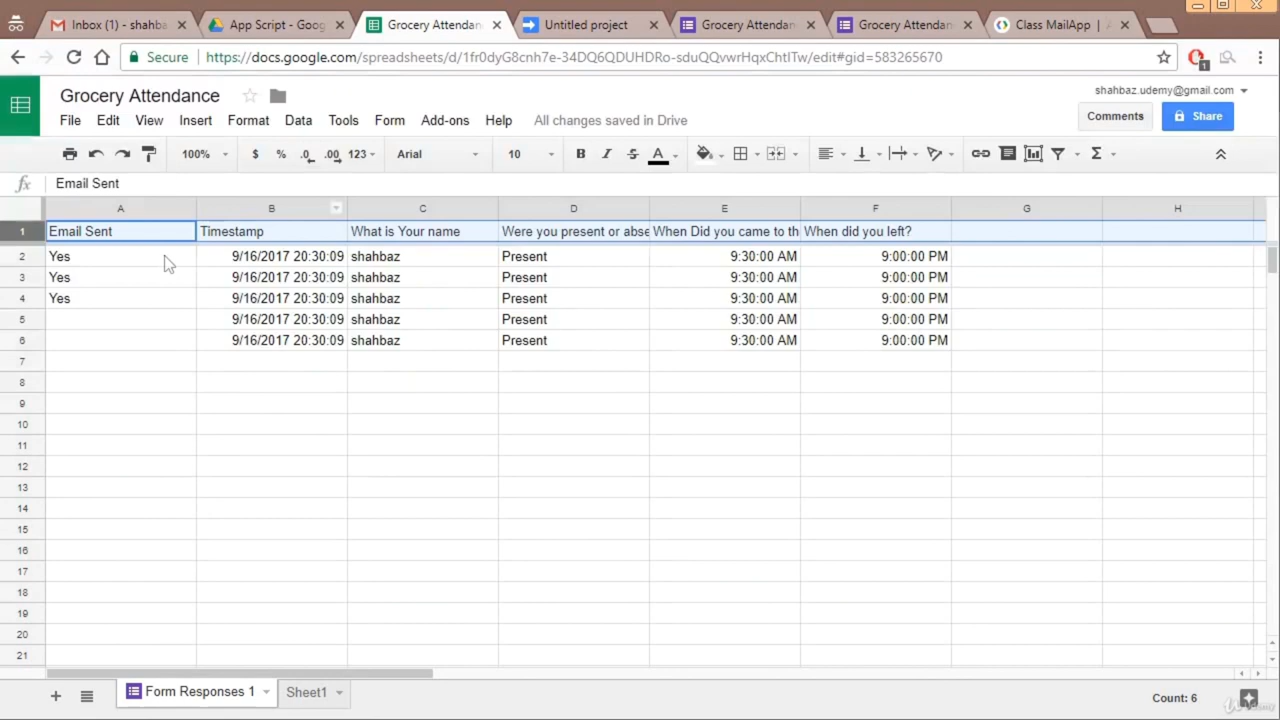 Inbox (1) - shahba
App Script - Goog
Grocery Attendance
Untitled project
Grocery Attendan
Grocery Attendan
Class MailApp | A
Secure
https://docs.google.com/spreadsheets/d/1fr0dyG8cnh7e-34DQ6QDUHDRo-sduQQvwrHqxChtITw/edit#gid=583265670
1
Grocery Attendance
shahbaz.udemy@gmail.com
File Edit View Insert Format Data Tools Form Add-ons Help All changes saved in Drive
Comments
Share
100% $ % .0 .00 123 Arial 10 B I S A Σ
fx Email Sent
A B C D E F G H
1 Email Sent Timestamp What is Your name Were you present or abse When Did you came to th When did you left?
2 Yes 9/16/2017 20:30:09 shahbaz Present 9:30:00 AM 9:00:00 PM
3 Yes 9/16/2017 20:30:09 shahbaz Present 9:30:00 AM 9:00:00 PM
4 Yes 9/16/2017 20:30:09 shahbaz Present 9:30:00 AM 9:00:00 PM
5 9/16/2017 20:30:09 shahbaz Present 9:30:00 AM 9:00:00 PM
6 9/16/2017 20:30:09 shahbaz Present 9:30:00 AM 9:00:00 PM
7
8
9
10
11
12
13
14
15
16
17
18
19
20
21
Form Responses 1
Sheet1
Count: 6
Udemy